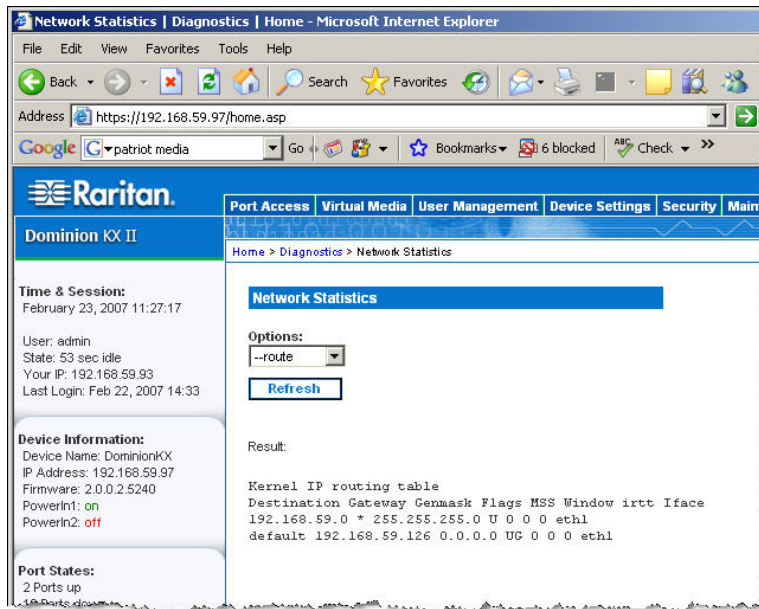 Network Statistics | Diagnostics | Home - Microsoft Internet Explorer
File Edit View Favorites Tools Help
Back Search Favorites
Address https://192.168.59.97/home.asp
Google G patriot media Go Bookmarks 6 blocked ABC Check »
Raritan.
Port Access Virtual Media User Management Device Settings Security Main
Dominion KX II
Home > Diagnostics > Network Statistics
Time & Session:
February 23, 2007 11:27:17
User: admin
State: 53 sec idle
Your IP: 192.168.59.93
Last Login: Feb 22, 2007 14:33
Device Information:
Device Name: DominionKX
IP Address: 192.168.59.97
Firmware: 2.0.0.2.5240
PowerIn1: on
PowerIn2: off
Port States:
2 Ports up
Network Statistics
Options:
--route
Refresh
Result:
Kernel IP routing table
Destination Gateway Genmask Flags MSS Window irtt Iface
192.168.59.0 * 255.255.255.0 U 0 0 0 eth1
default 192.168.59.126 0.0.0.0 UG 0 0 0 eth1